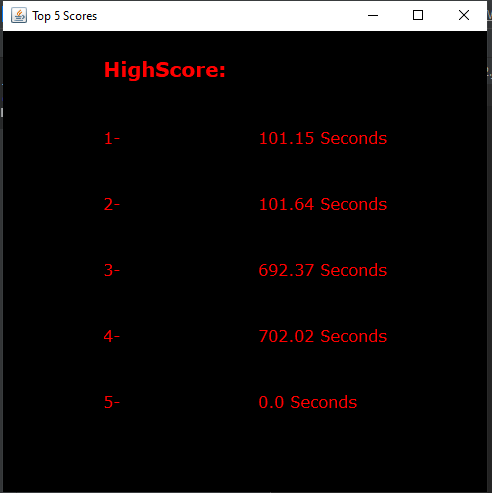 Top 5 Scores
HighScore:
1- 101.15 Seconds
2- 101.64 Seconds
3- 692.37 Seconds
4- 702.02 Seconds
5- 0.0 Seconds